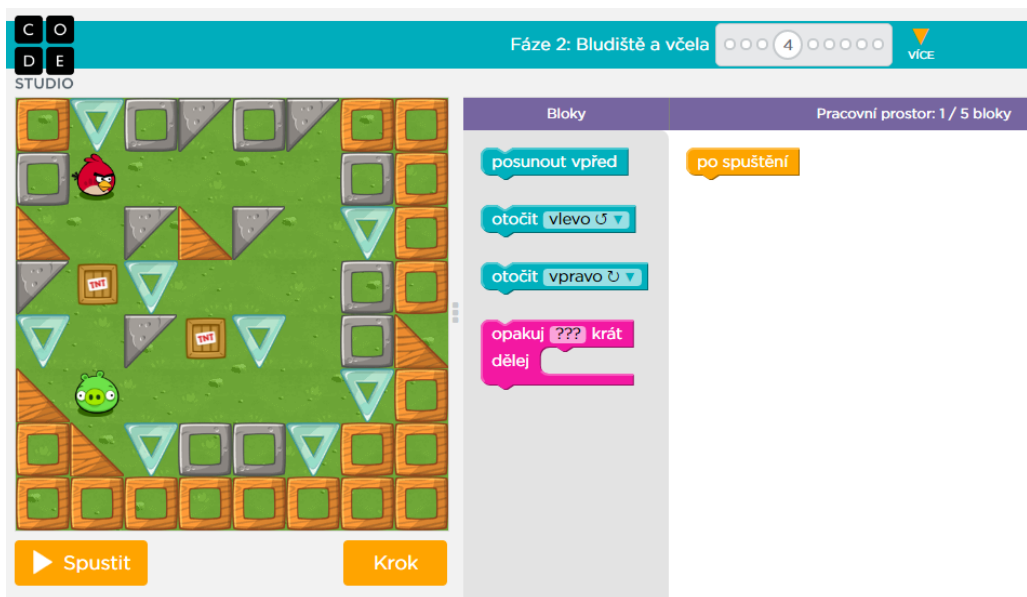 C O
D E
STUDIO
Fáze 2: Bludiště a včela
4
VÍCE
Bloky
Pracovní prostor: 1 / 5 bloky
posunout vpřed
po spuštění
otočit vlevo ↺ ▼
otočit vpravo ↻ ▼
opakuj ??? krát
dělej
TNT
TNT
Spustit
Krok